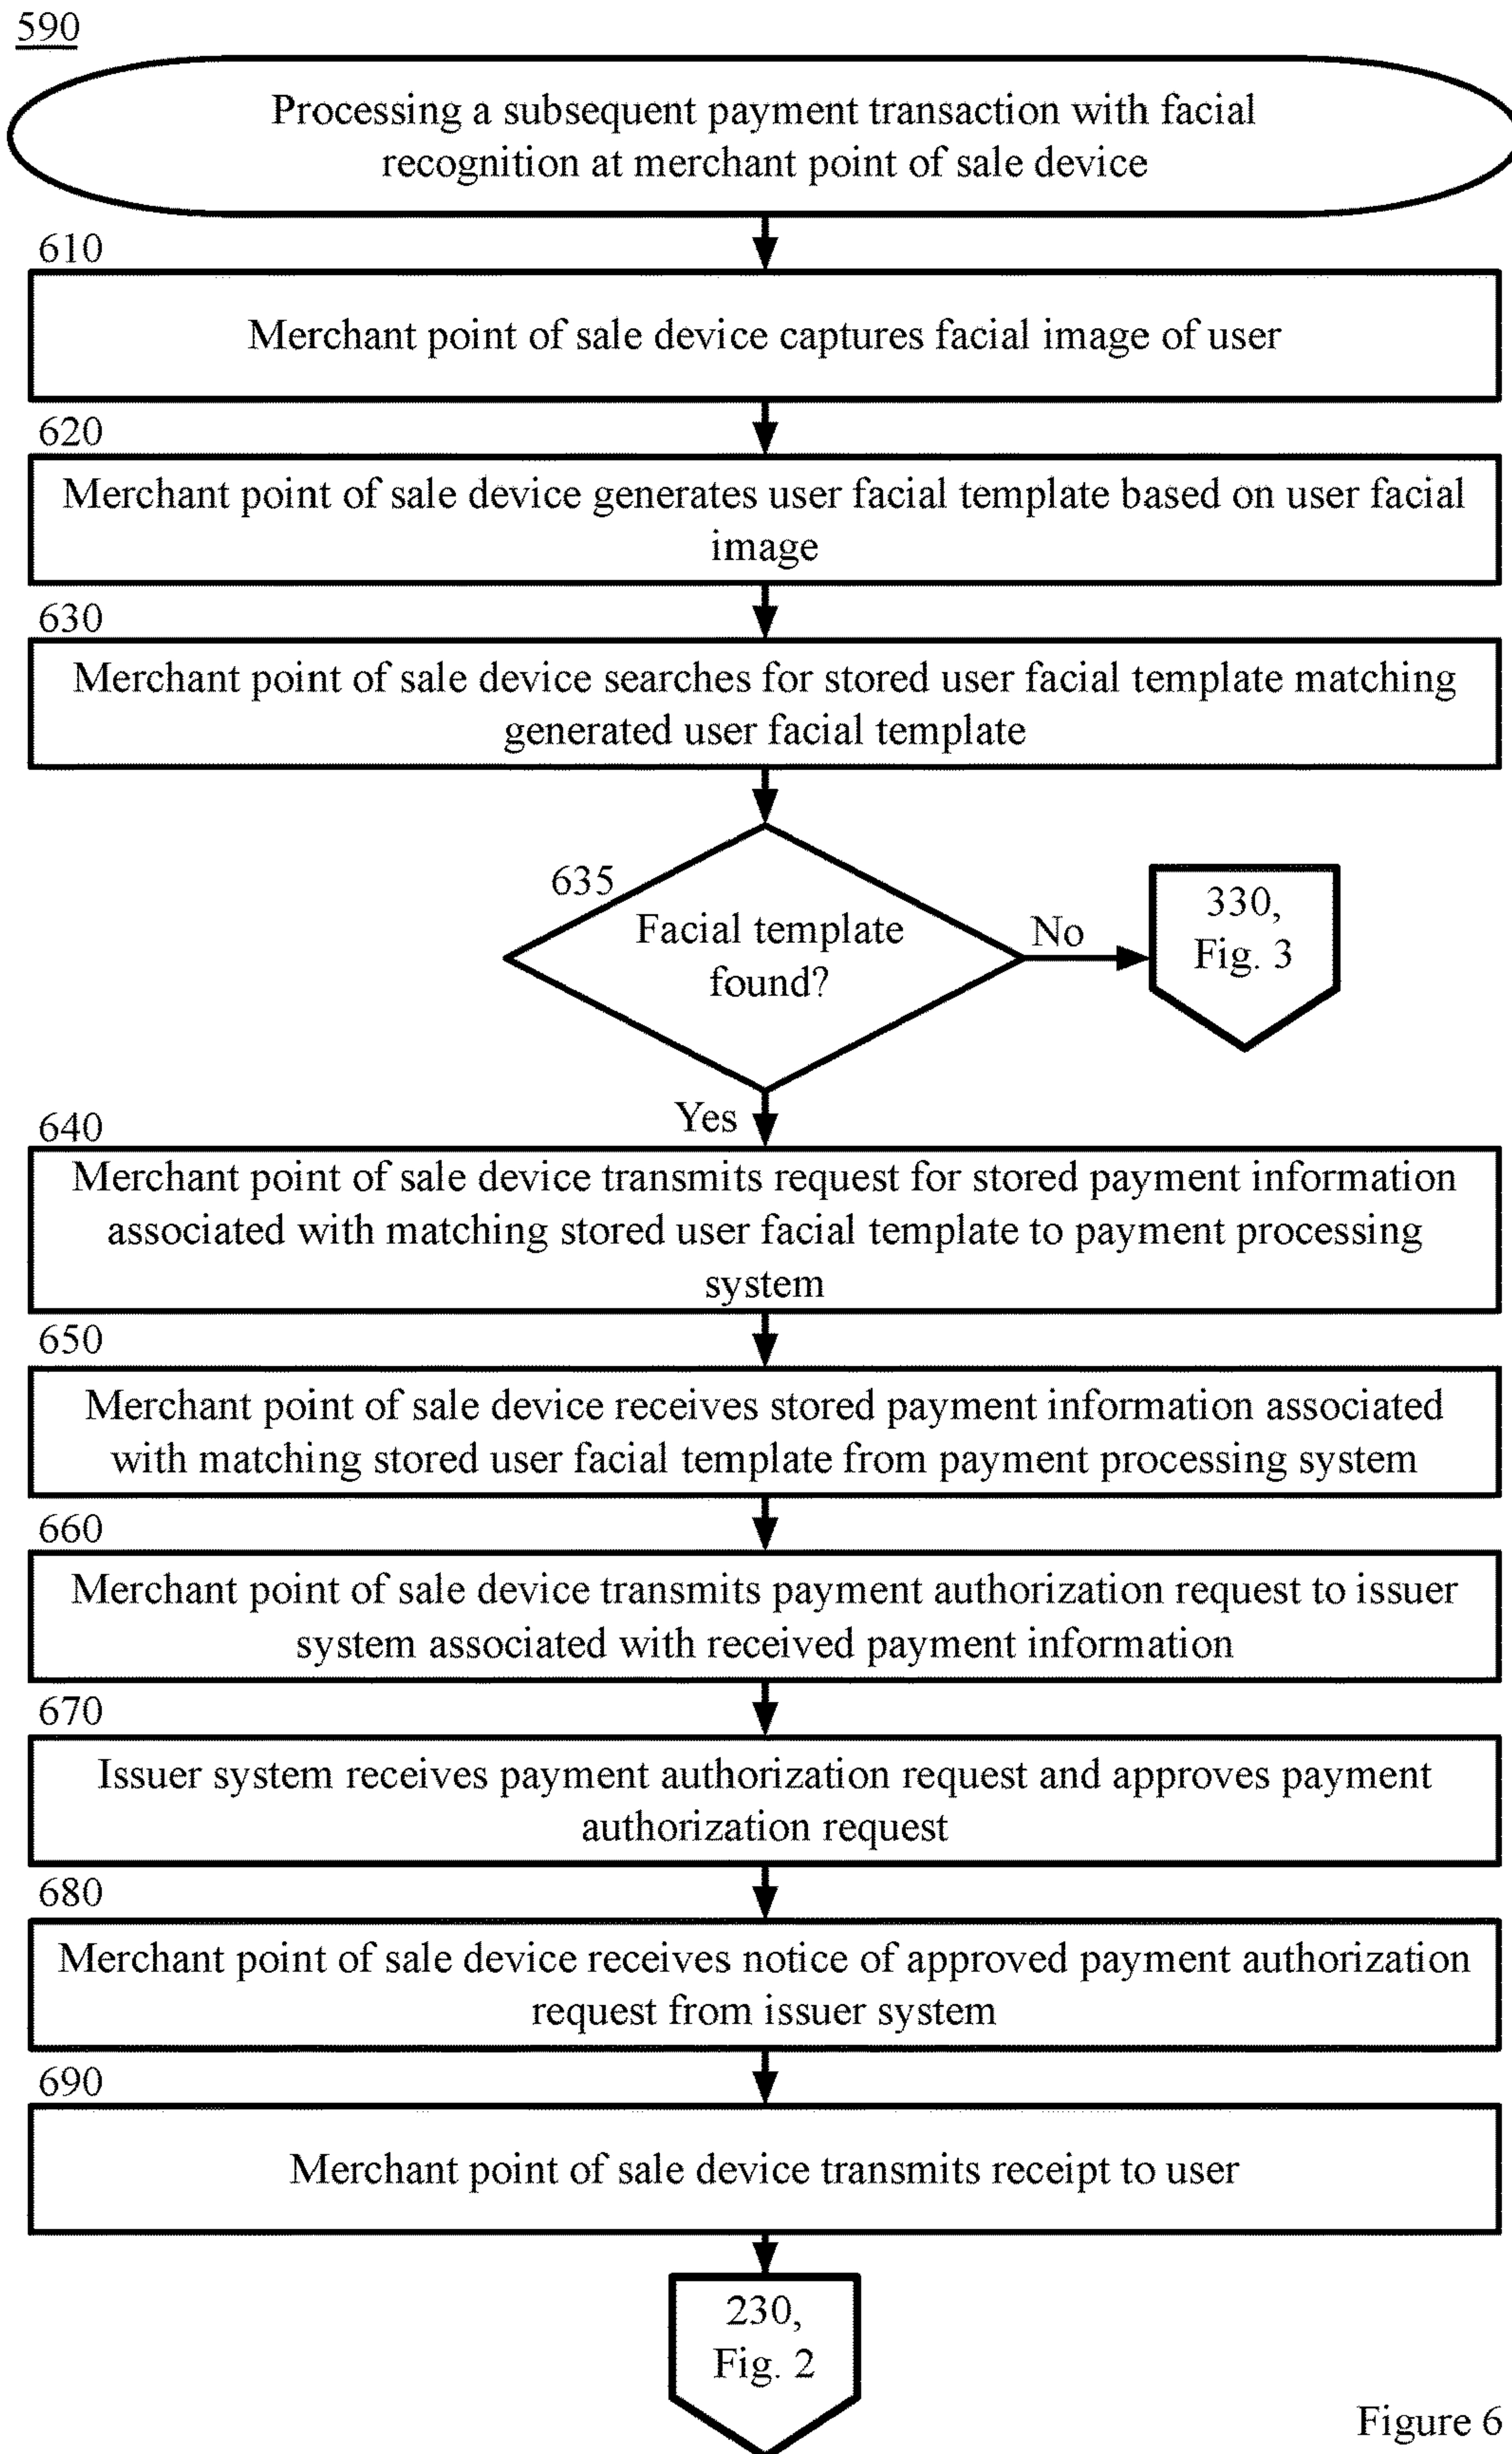 590
Processing a subsequent payment transaction with facial
recognition at merchant point of sale device
610
Merchant point of sale device captures facial image of user
620
Merchant point of sale device generates user facial template based on user facial
image
630
Merchant point of sale device searches for stored user facial template matching
generated user facial template
635
Facial template
found?
No
330,
Fig. 3
Yes
640
Merchant point of sale device transmits request for stored payment information
associated with matching stored user facial template to payment processing
system
650
Merchant point of sale device receives stored payment information associated
with matching stored user facial template from payment processing system
660
Merchant point of sale device transmits payment authorization request to issuer
system associated with received payment information
670
Issuer system receives payment authorization request and approves payment
authorization request
680
Merchant point of sale device receives notice of approved payment authorization
request from issuer system
690
Merchant point of sale device transmits receipt to user
230,
Fig. 2
Figure 6